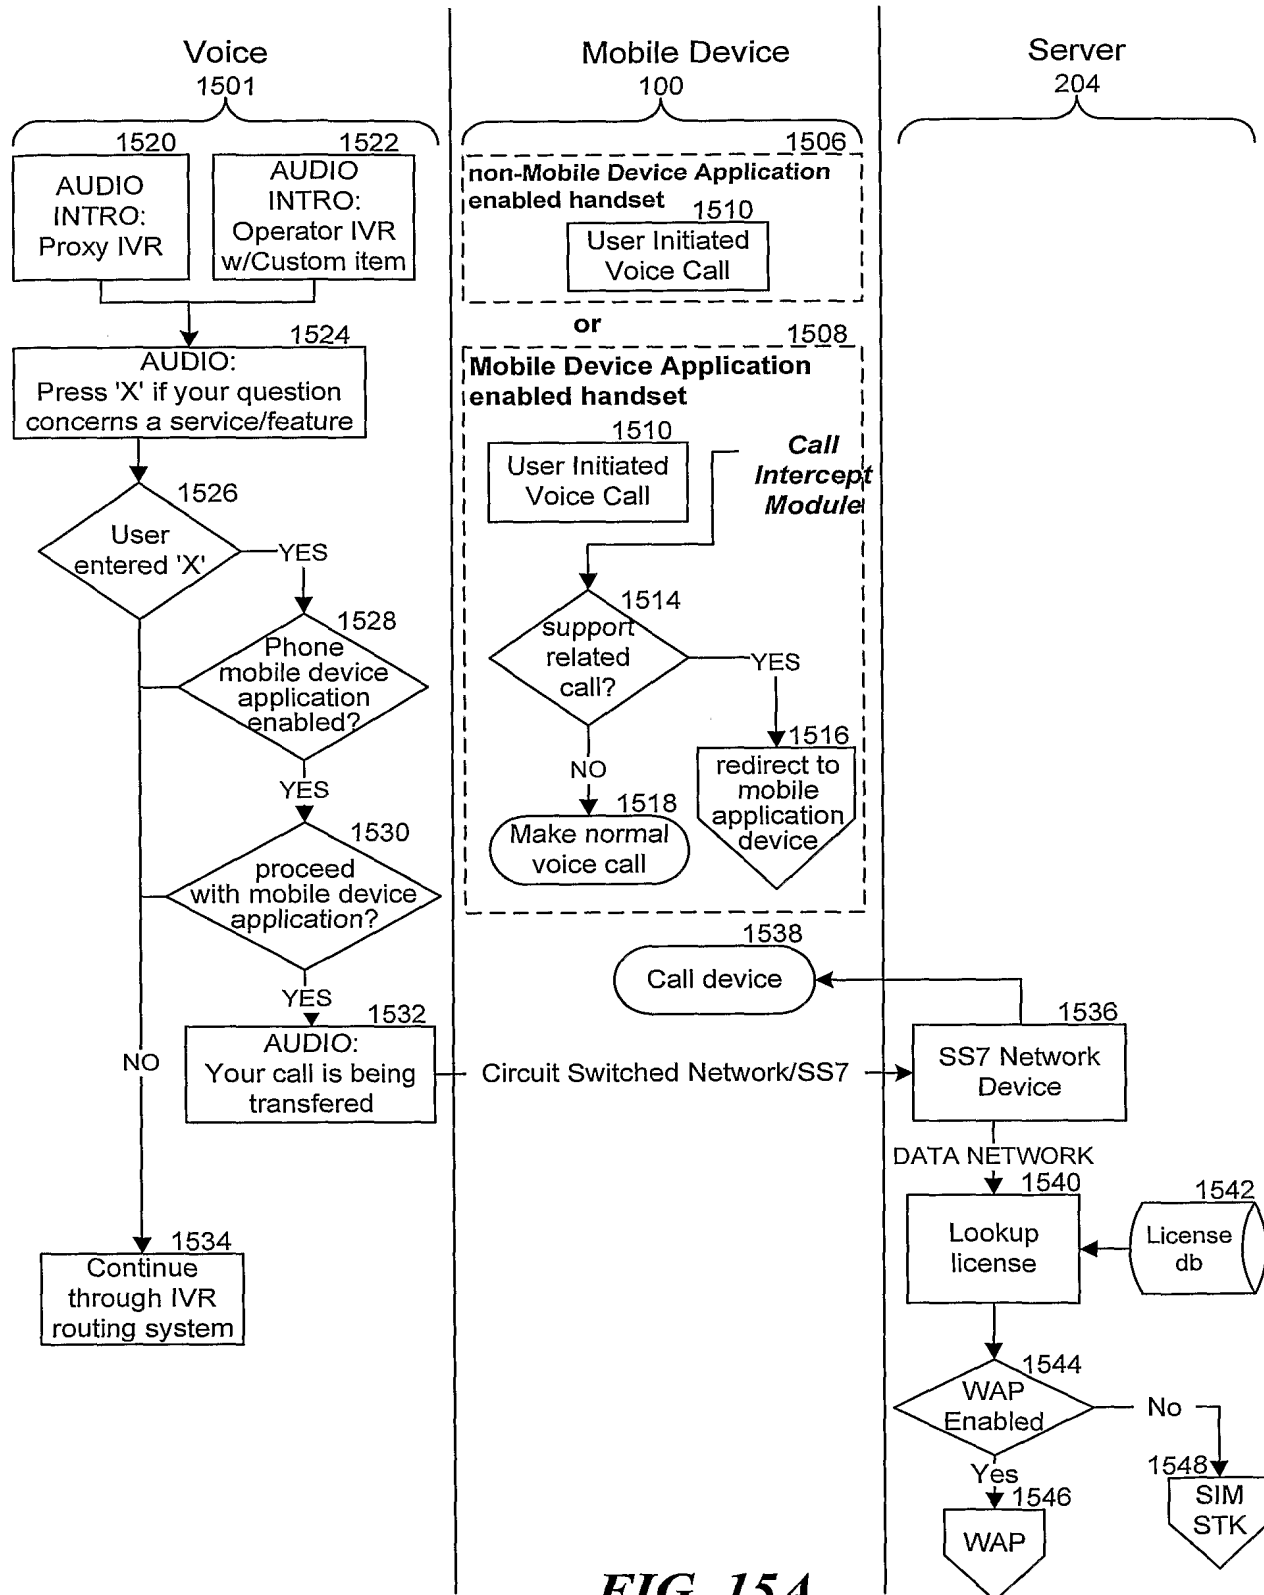 Voice
1501
Mobile Device
100
Server
204
1520
AUDIO
INTRO:
Proxy IVR
1522
AUDIO
INTRO:
Operator IVR
w/Custom item
1524
AUDIO:
Press 'X' if your question
concerns a service/feature
1526
User
entered 'X'
YES
1528
Phone
mobile device
application
enabled?
YES
1530
proceed
with mobile device
application?
YES
1532
AUDIO:
Your call is being
transfered
NO
1534
Continue
through IVR
routing system
1506
non-Mobile Device Application
enabled handset
1510
User Initiated
Voice Call
or
1508
Mobile Device Application
enabled handset
1510
User Initiated
Voice Call
Call
Intercept
Module
1514
support
related
call?
YES
NO
1516
redirect to
mobile
application
device
1518
Make normal
voice call
1538
Call device
Circuit Switched Network/SS7
1536
SS7 Network
Device
DATA NETWORK
1540
Lookup
license
1542
License
db
1544
WAP
Enabled
No
Yes
1546
WAP
1548
SIM
STK
FIG. 15A